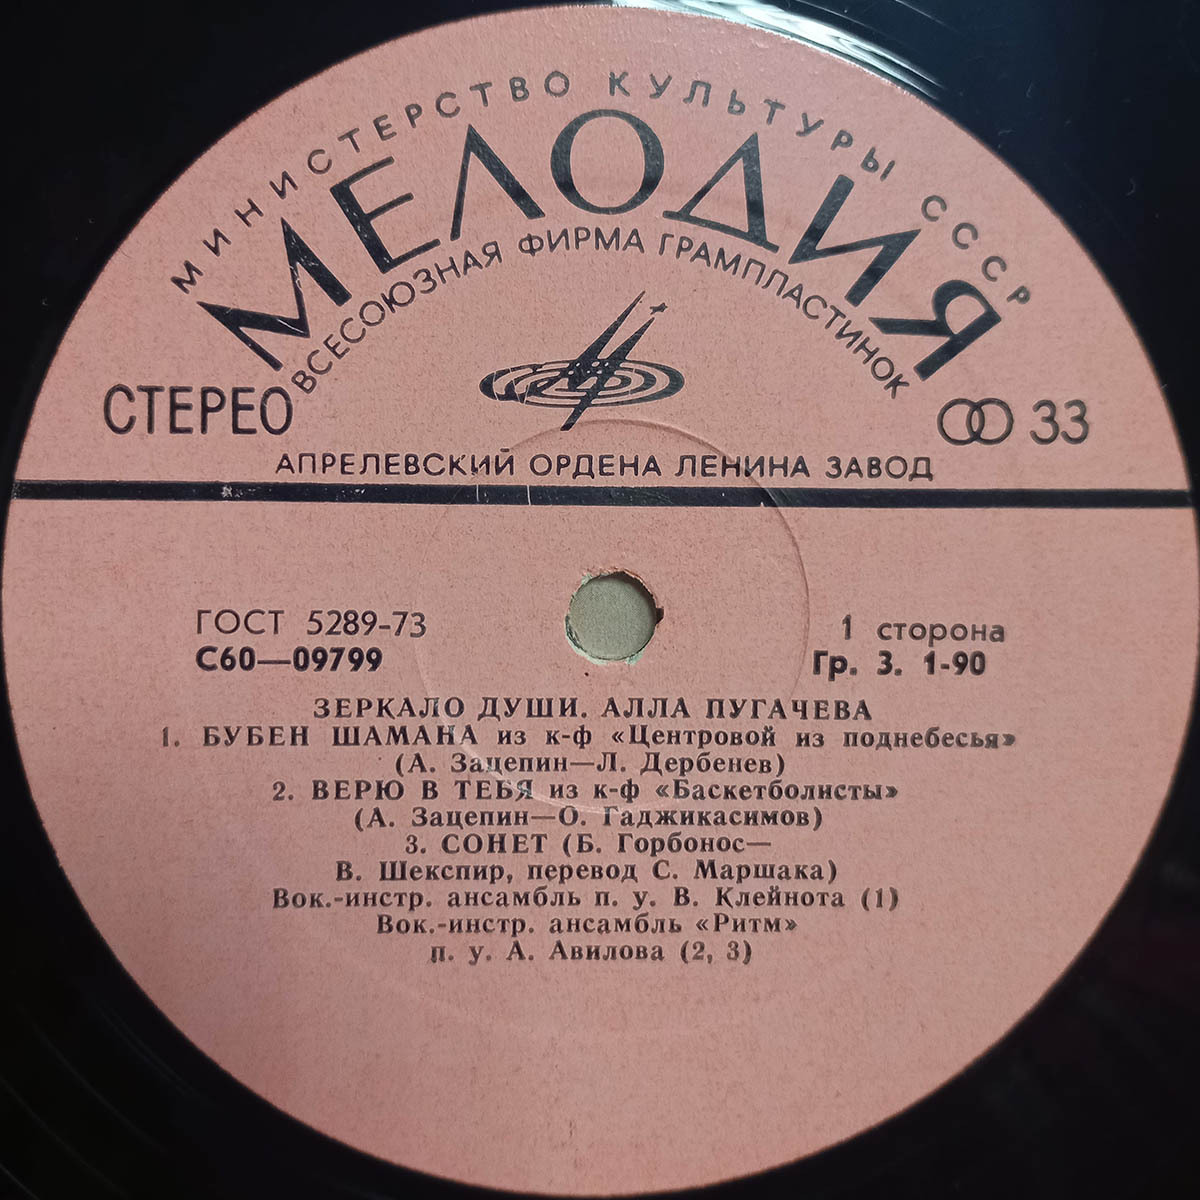 МИНИСТЕРСТВО КУЛЬТУРЫ СССР
МЕЛОДИЯ
ВСЕСОЮЗНАЯ ФИРМА ГРАМПЛАСТИНОК
СТЕРЕО
33
АПРЕЛЕВСКИЙ ОРДЕНА ЛЕНИНА ЗАВОД
ГОСТ 5289-73
1 сторона
С60—09799
Гр. 3. 1-90
ЗЕРКАЛО ДУШИ. АЛЛА ПУГАЧЕВА
1. БУБЕН ШАМАНА из к-ф «Центровой из поднебесья»
(А. Зацепин—Л. Дербенев)
2. ВЕРЮ В ТЕБЯ из к-ф «Баскетболисты»
(А. Зацепин—О. Гаджикасимов)
3. СОНЕТ (Б. Горбонос—
В. Шекспир, перевод С. Маршака)
Вок.-инстр. ансамбль п. у. В. Клейнота (1)
Вок.-инстр. ансамбль «Ритм»
п. у. А. Авилова (2, 3)